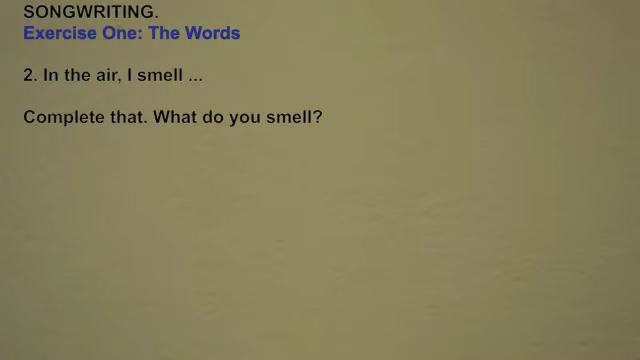 SONGWRITING.
Exercise One: The Words
2. In the air, I smell ...
Complete that. What do you smell?